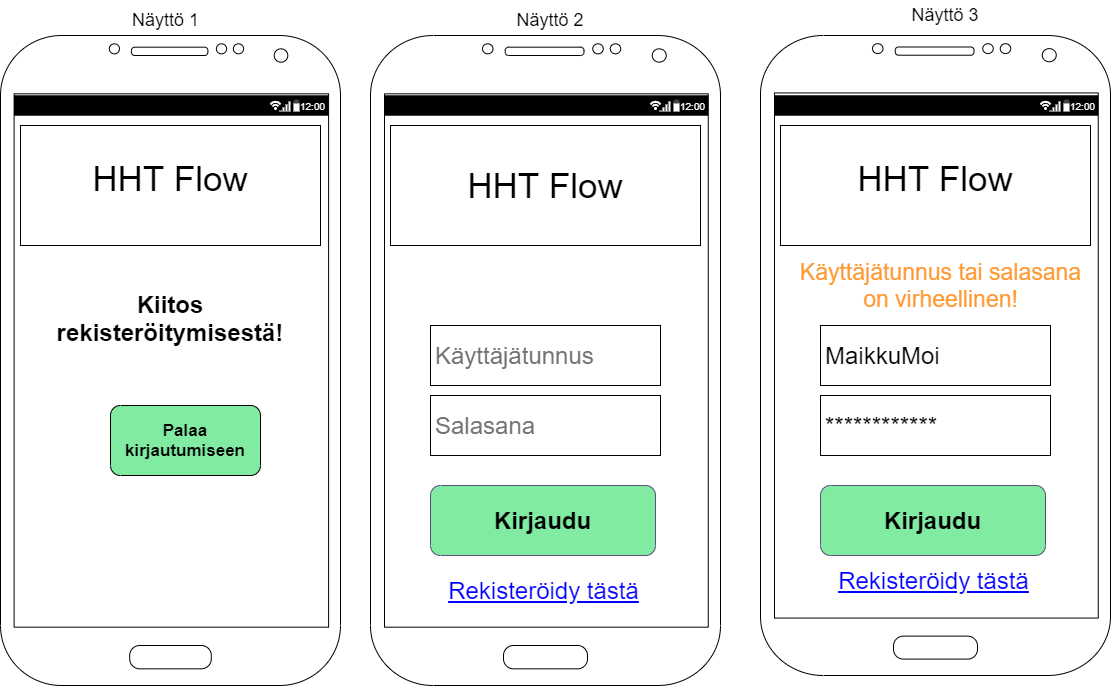 Näyttö 1
12:00
HHT Flow
Kiitos
rekisteröitymisestä!
Palaa
kirjautumiseen
Näyttö 2
12:00
HHT Flow
Käyttäjätunnus
Salasana
Kirjaudu
Rekisteröidy tästä
Näyttö 3
12:00
HHT Flow
Käyttäjätunnus tai salasana
on virheellinen!
MaikkuMoi
************
Kirjaudu
Rekisteröidy tästä